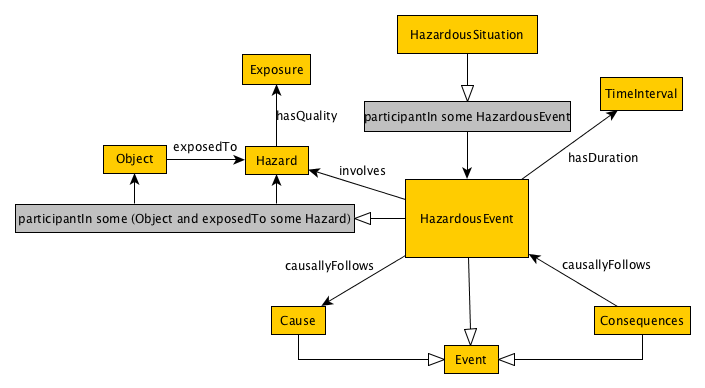 HazardousSituation
Exposure
TimeInterval
participantIn some HazardousEvent
hasQuality
exposedTo
Object
Hazard
hasDuration
involves
participantIn some (Object and exposedTo some Hazard)
HazardousEvent
causallyFollows
causallyFollows
Cause
Consequences
Event